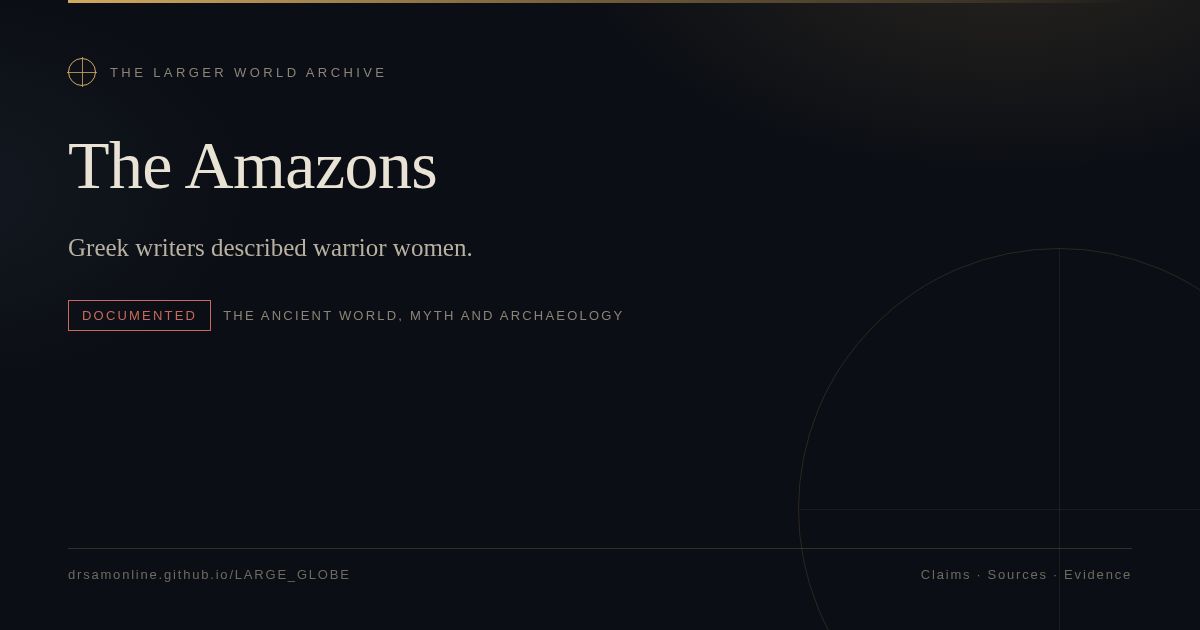 THE LARGER WORLD ARCHIVE
The Amazons
Greek writers described warrior women.
DOCUMENTED THE ANCIENT WORLD, MYTH AND ARCHAEOLOGY
drsamonline.github.io/LARGE_GLOBE Claims · Sources · Evidence